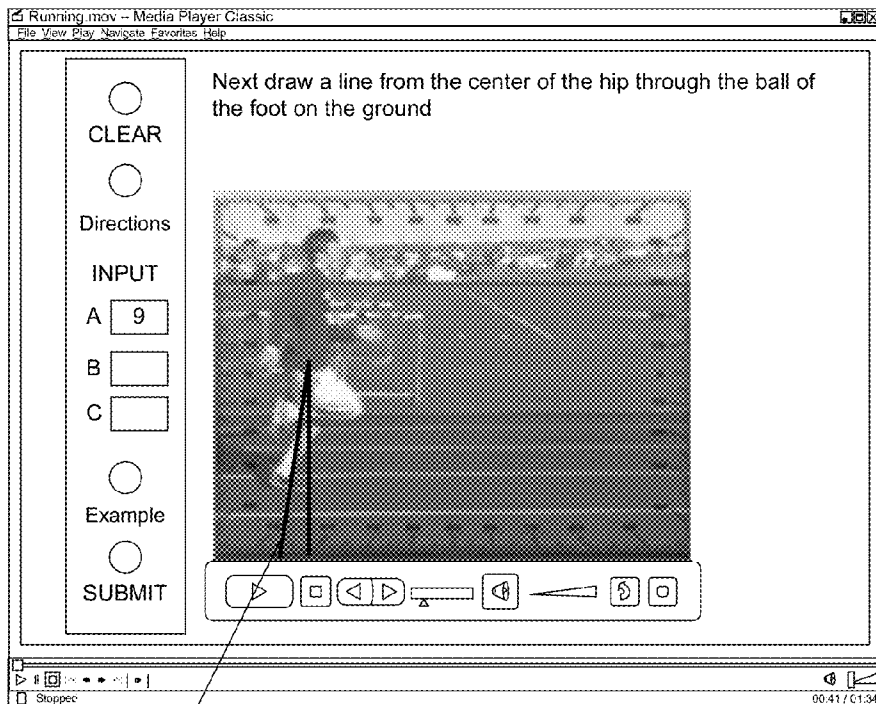 Running.mov – Media Player Classic
File View Play Navigate Favorites Help
Next draw a line from the center of the hip through the ball of
the foot on the ground
CLEAR
Directions
INPUT
A 9
B
C
Example
SUBMIT
Stopped
00:41 / 01:34